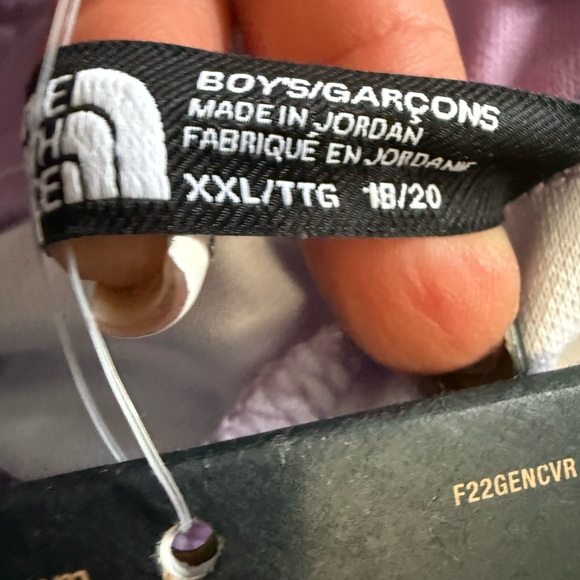 BOY'S/GARÇONS
MADE IN JORDAN
FABRIQUÉ EN JORDANIE
XXL/TTG 18/20
F22GENCVR